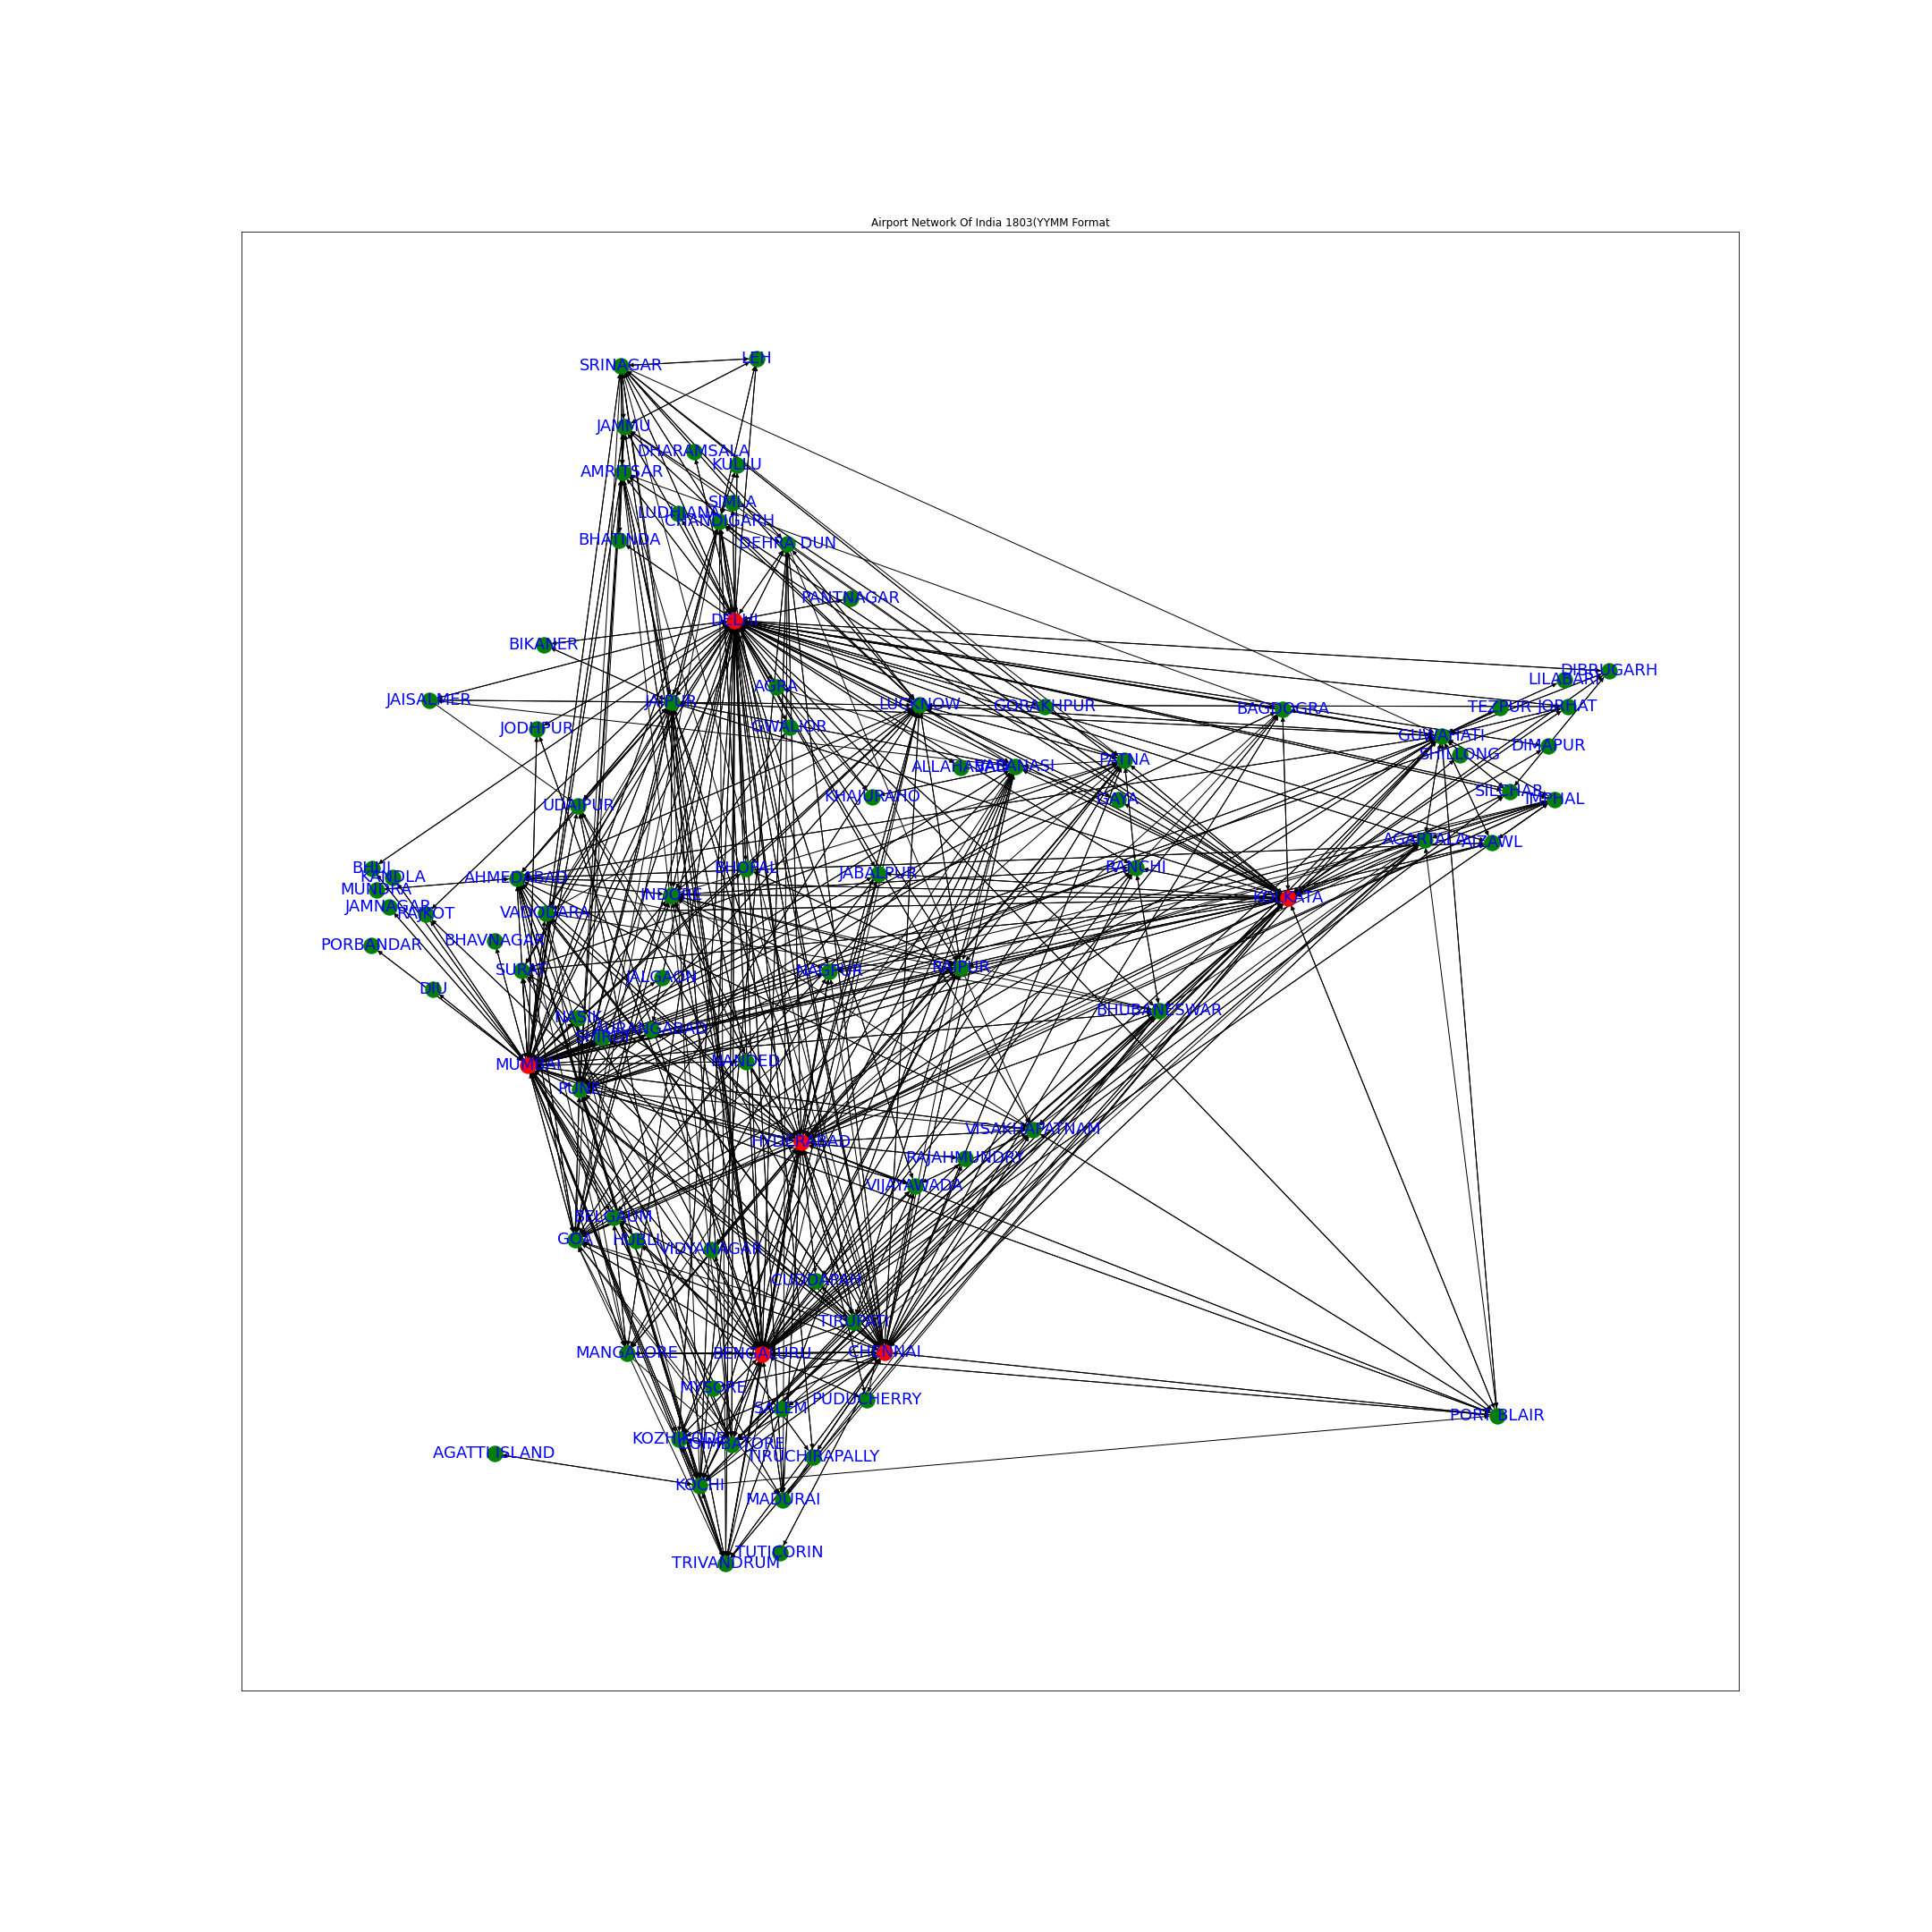 Airport Network Of India 1803(YYMM Format
LEH
SRINAGAR
JAMMU
DHARAMSALA
KULLU
AMRITSAR
SIMLA
LUDHIANA
CHANDIGARH
BHATINDA
DEHRA DUN
PANTNAGAR
DELHI
BIKANER
DIBRUGARH
LILABARI
AGRA
JAISALMER
JAIPUR
LUCKNOW
GORAKHPUR
BAGDOGRA
TEZPUR
JORHAT
JODHPUR
GWALIOR
GUWAHATI
DIMAPUR
SHILLONG
PATNA
ALLAHABAD
VARANASI
SILCHAR
KHAJURAHO
GAYA
IMPHAL
UDAIPUR
AGARTALA
AIZAWL
BHUJ
BHOPAL
RANCHI
KANDLA
AHMEDABAD
JABALPUR
MUNDRA
INDORE
KOLKATA
JAMNAGAR
RAJKOT
VADODARA
PORBANDAR
BHAVNAGAR
SURAT
JALGAON
NAGPUR
RAIPUR
DIU
BHUBANESWAR
NASIK
AURANGABAD
SHIRDI
MUMBAI
NANDED
PUNE
VISAKHAPATNAM
HYDERABAD
RAJAHMUNDRY
VIJAYAWADA
BELGAUM
GOA
HUBLI
VIDYANAGAR
CUDDAPAH
TIRUPATI
MANGALORE
BENGALURU
CHENNAI
MYSORE
PUDUCHERRY
SALEM
PORT BLAIR
KOZHIKODE
COIMBATORE
AGATTI ISLAND
TIRUCHIRAPALLY
KOCHI
MADURAI
TUTICORIN
TRIVANDRUM